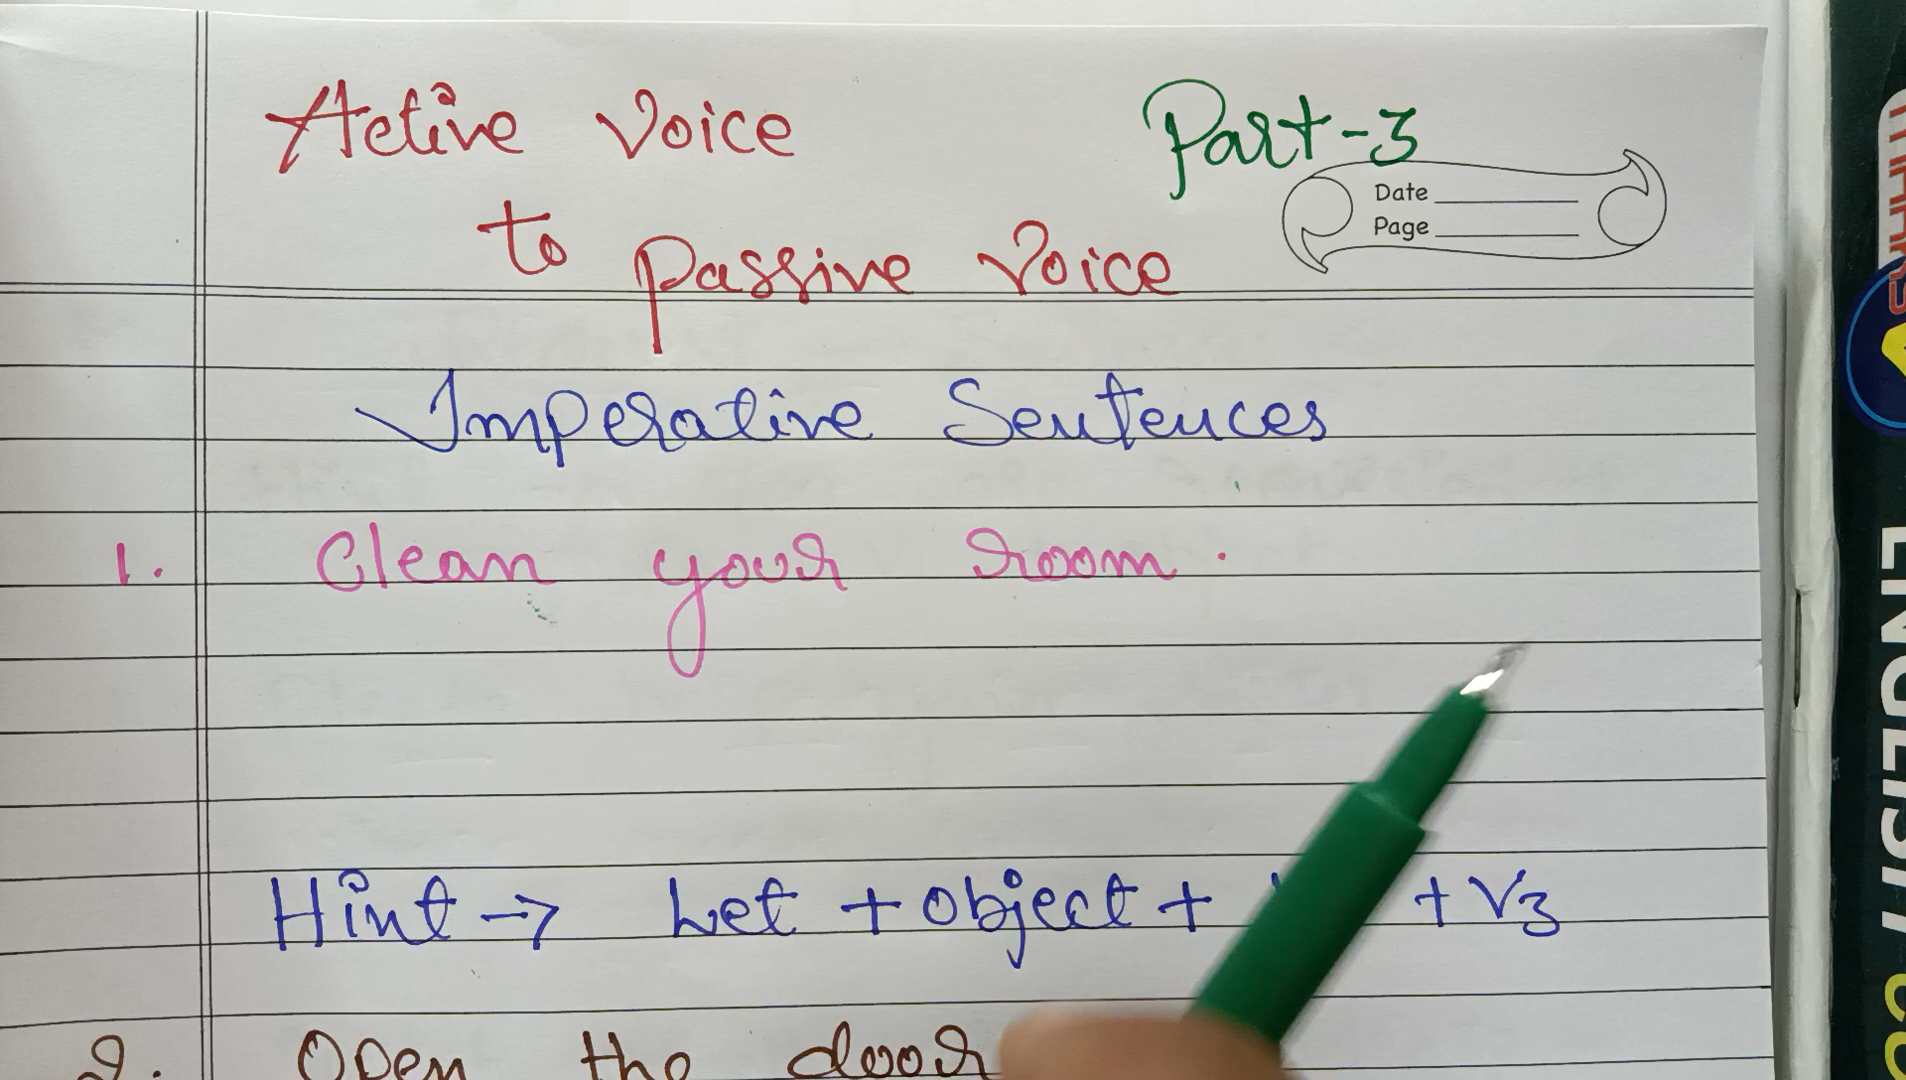 Active Voice
Part-3
to Passive Voice
Date
Page
Imperative Sentences
1. Clean your room.
Hint → Let + object + + V3
2. Open the door
ENGLISH